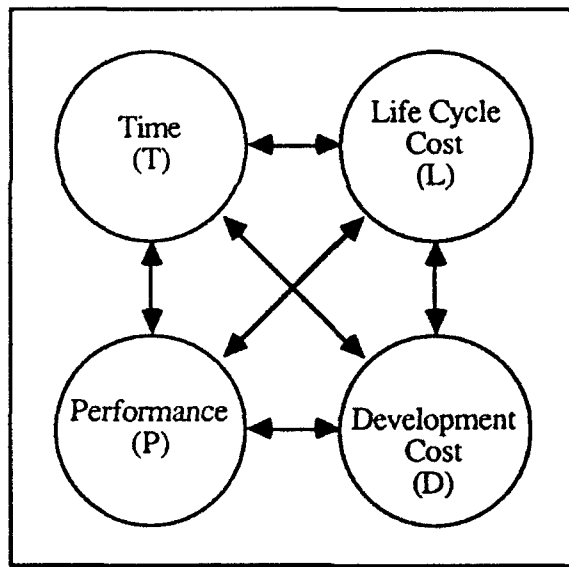 Time
(T)
Life Cycle
Cost
(L)
Performance
(P)
Development
Cost
(D)